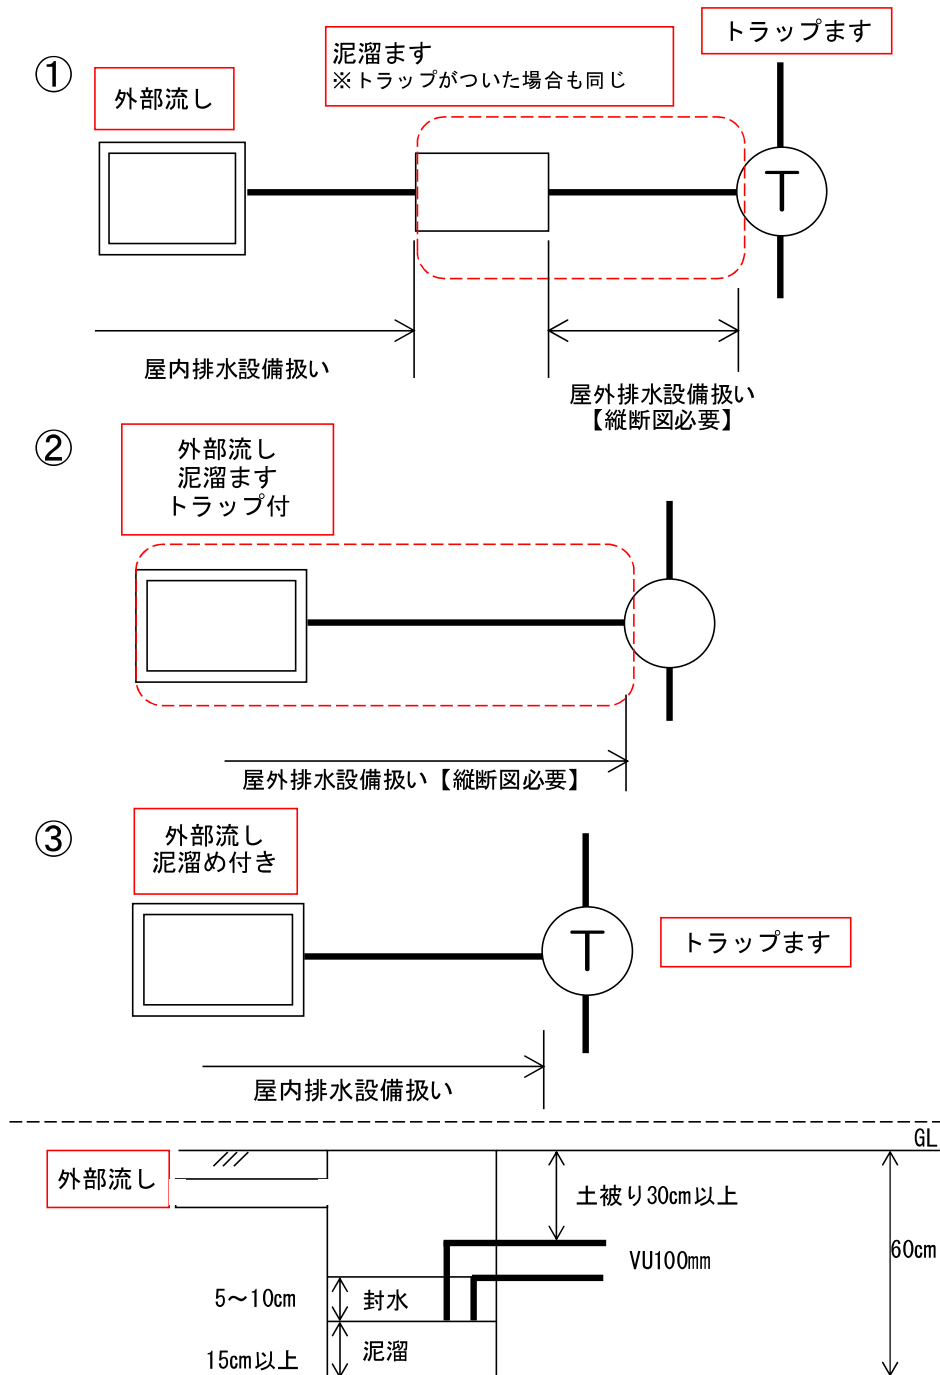 ①
外部流し
泥溜ます
※トラップがついた場合も同じ
トラップます
T
屋内排水設備扱い
屋外排水設備扱い
【縦断図必要】
②
外部流し
泥溜ます
トラップ付
屋外排水設備扱い【縦断図必要】
③
外部流し
泥溜め付き
T
トラップます
屋内排水設備扱い
GL
外部流し
土被り30cm以上
60cm
VU100mm
5～10cm
封水
15cm以上
泥溜